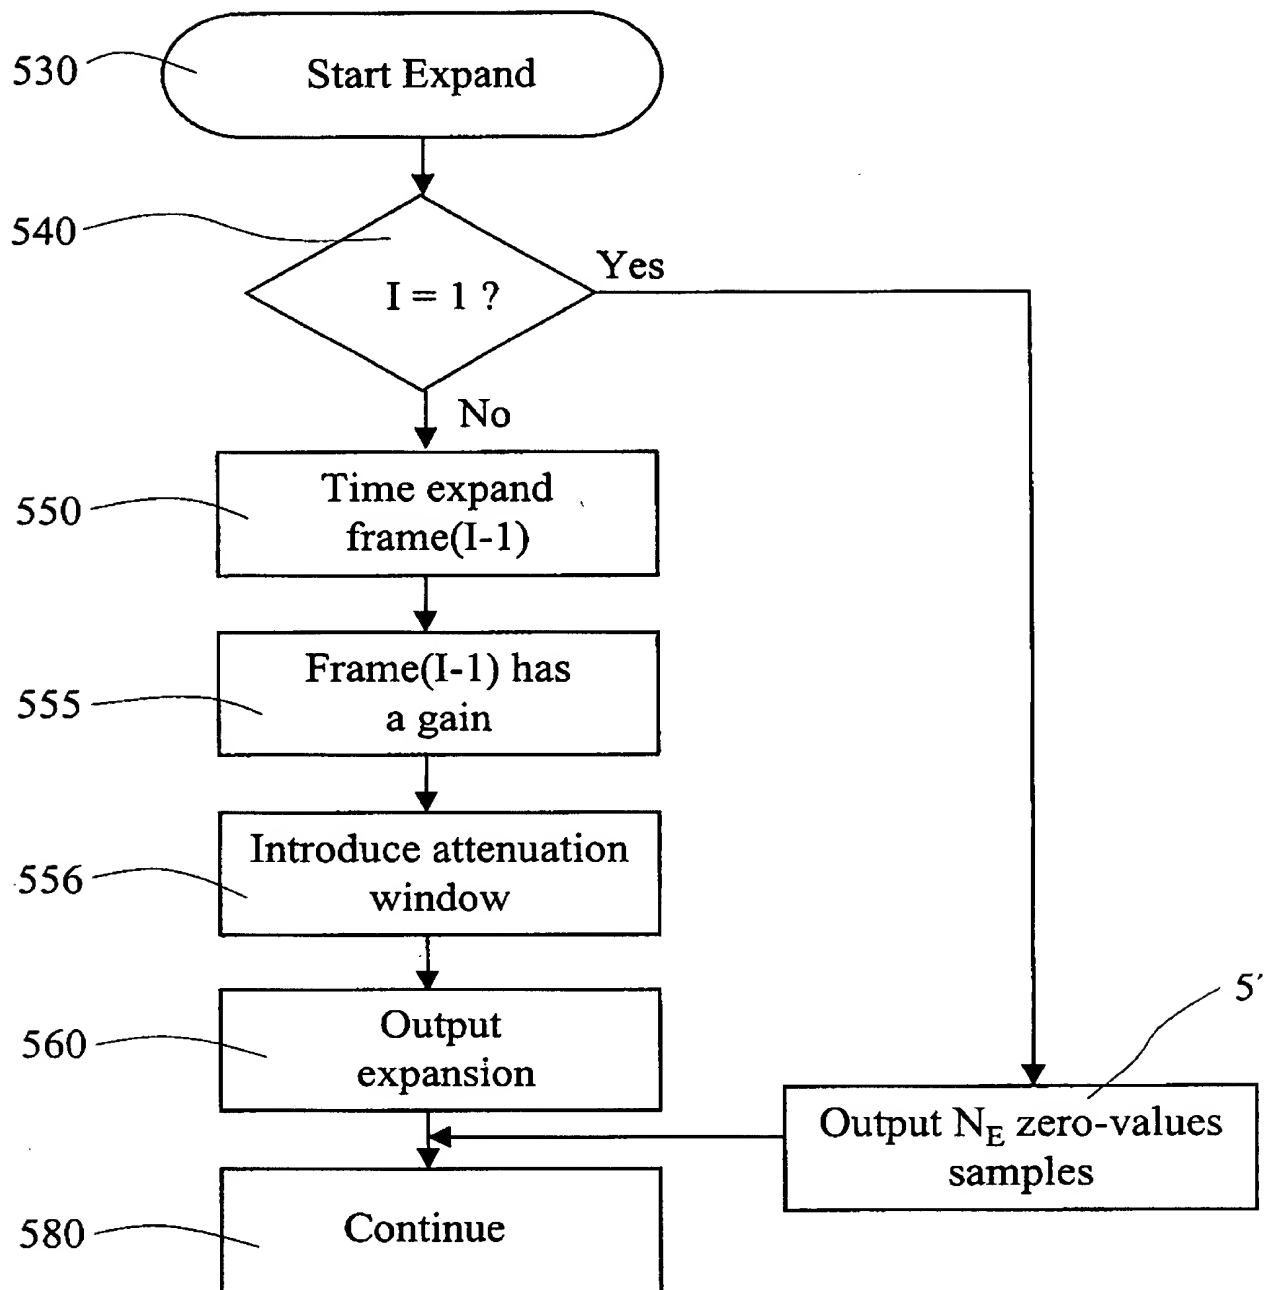 530
Start Expand
540
I = 1 ?
Yes
No
550
Time expand
frame(I-1)
555
Frame(I-1) has
a gain
556
Introduce attenuation
window
560
Output
expansion
Output N_E zero-values
samples
580
Continue